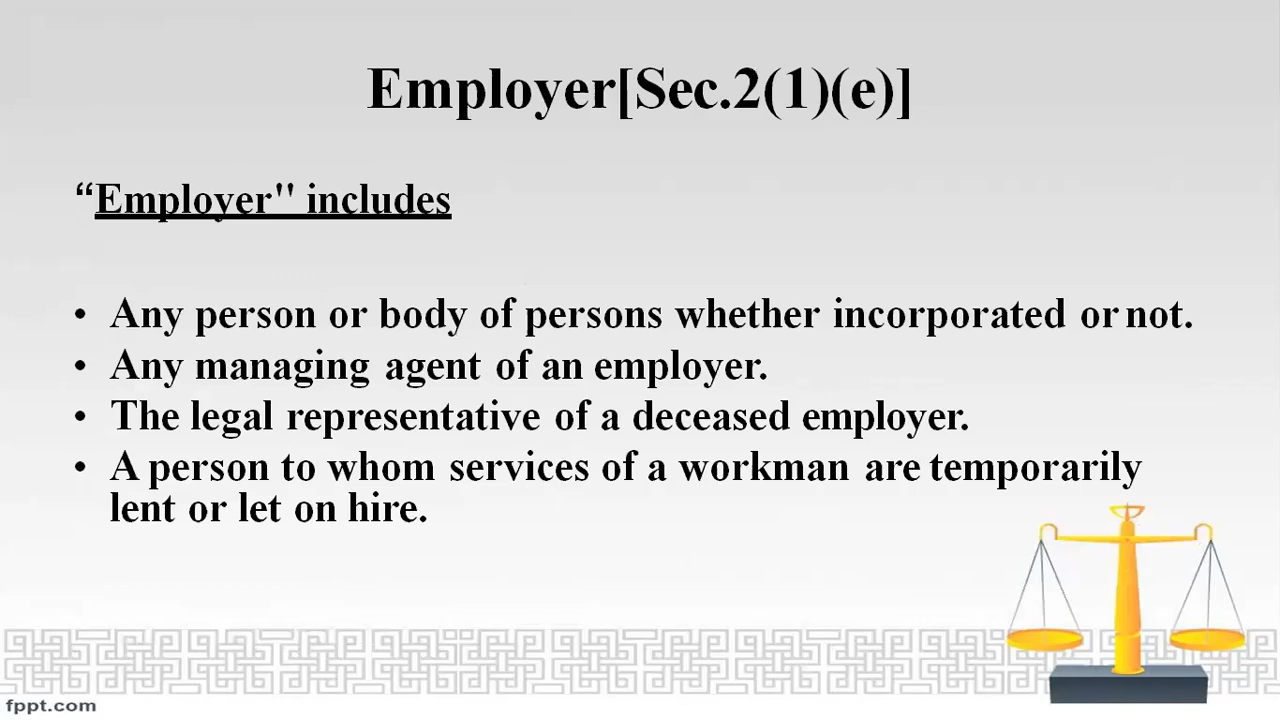 Employer[Sec.2(1)(e)]
“Employer" includes
• Any person or body of persons whether incorporated or not.
• Any managing agent of an employer.
• The legal representative of a deceased employer.
• A person to whom services of a workman are temporarily
lent or let on hire.
fppt.com